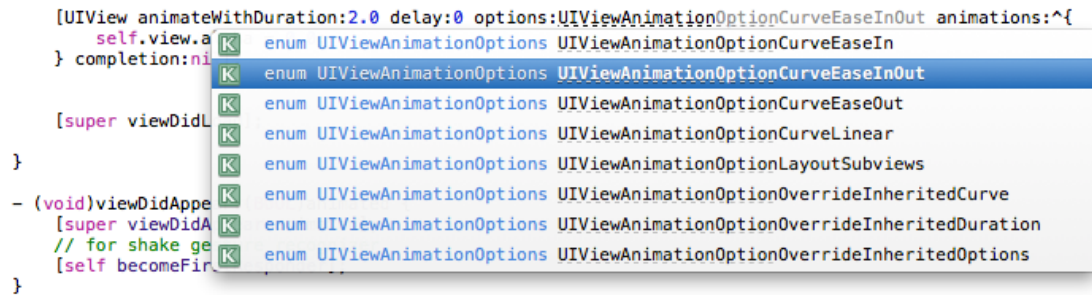 [UIView animateWithDuration:2.0 delay:0 options:UIViewAnimationOptionCurveEaseInOut animations:^{
self.view.a
K enum UIViewAnimationOptions UIViewAnimationOptionCurveEaseIn
} completion:ni
K enum UIViewAnimationOptions UIViewAnimationOptionCurveEaseInOut
K enum UIViewAnimationOptions UIViewAnimationOptionCurveEaseOut
[super viewDidL
K enum UIViewAnimationOptions UIViewAnimationOptionCurveLinear
}
K enum UIViewAnimationOptions UIViewAnimationOptionLayoutSubviews
K enum UIViewAnimationOptions UIViewAnimationOptionOverrideInheritedCurve
- (void)viewDidAppe
[super viewDidA
K enum UIViewAnimationOptions UIViewAnimationOptionOverrideInheritedDuration
// for shake ge
K enum UIViewAnimationOptions UIViewAnimationOptionOverrideInheritedOptions
[self becomeFir
}